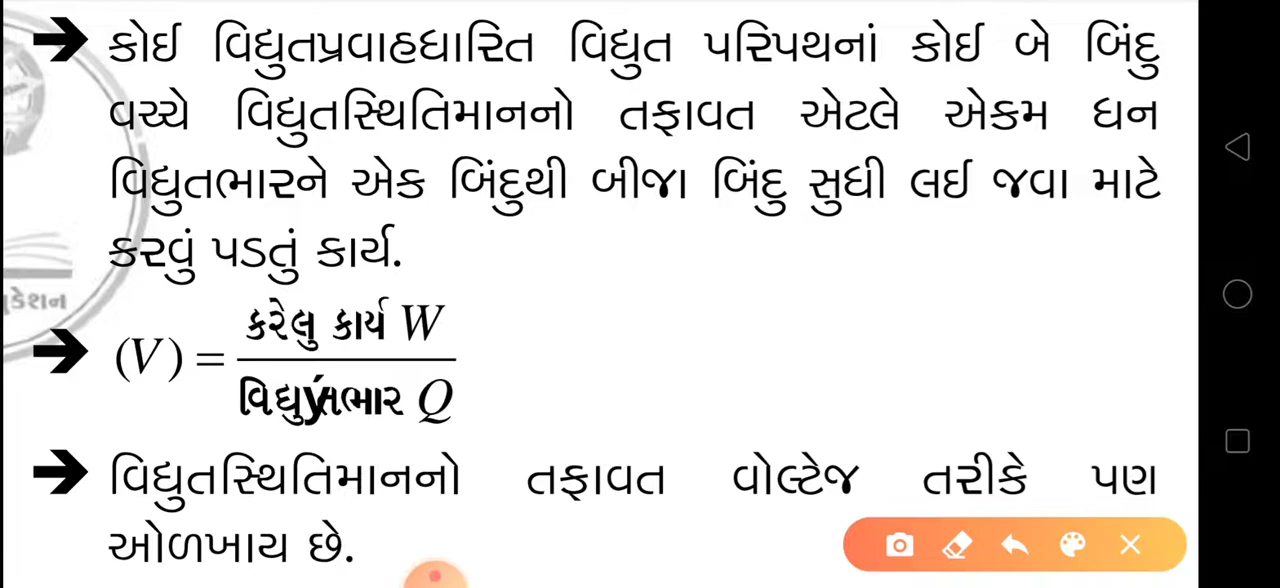 ➔ કોઈ વિદ્યુતપ્રવાહધારિત વિદ્યુત પરિપથનાં કોઈ બે બિંદુ
વચ્ચે વિદ્યુતસ્થિતિમાનનો તફાવત એટલે એકમ ધન
વિદ્યુતભારને એક બિંદુથી બીજા બિંદુ સુધી લઈ જવા માટે
કરવું પડતું કાર્ય.
કરેલુ કાર્ય W
➔ (V) =
Q
➔ વિદ્યુતસ્થિતિમાનનો તફાવત વોલ્ટેજ તરીકે પણ
ઓળખાય છે.